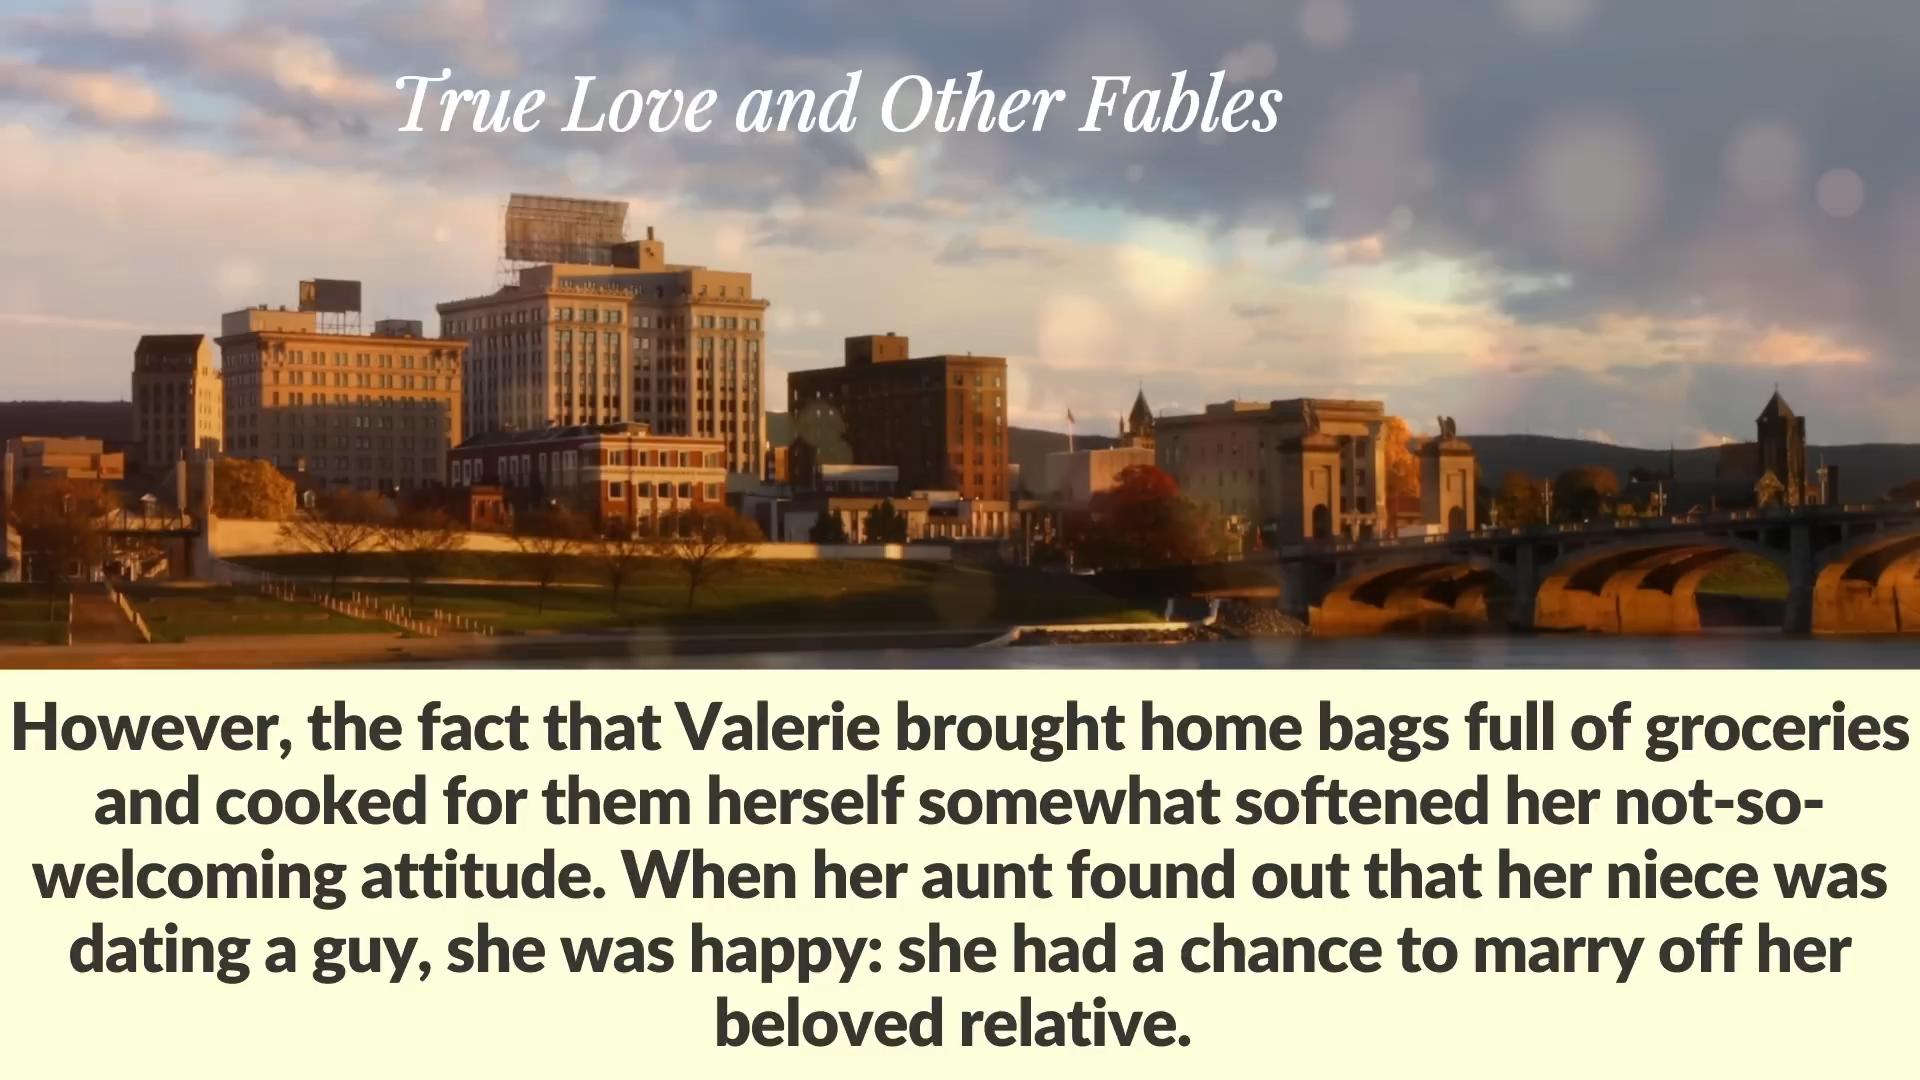 True Love and Other Fables
However, the fact that Valerie brought home bags full of groceries
and cooked for them herself somewhat softened her not-so-
welcoming attitude. When her aunt found out that her niece was
dating a guy, she was happy: she had a chance to marry off her
beloved relative.